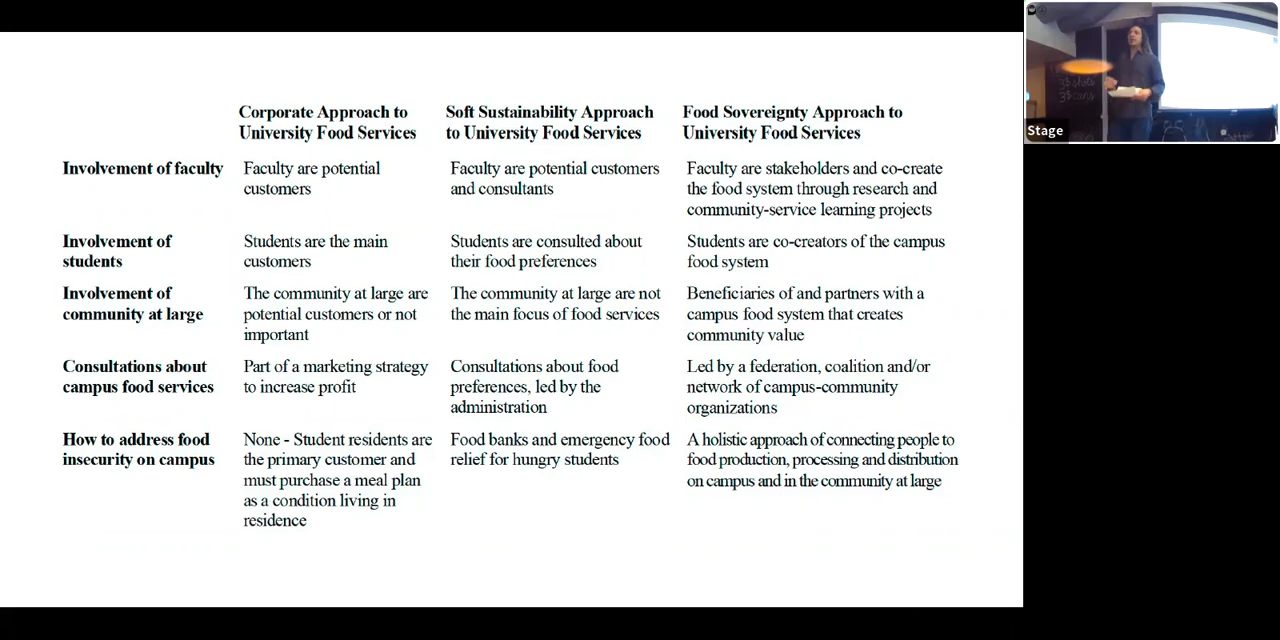 Corporate Approach to
University Food Services
Soft Sustainability Approach
to University Food Services
Food Sovereignty Approach to
University Food Services
Involvement of faculty
Faculty are potential
customers
Faculty are potential customers
and consultants
Faculty are stakeholders and co-create
the food system through research and
community-service learning projects
Involvement of
students
Students are the main
customers
Students are consulted about
their food preferences
Students are co-creators of the campus
food system
Involvement of
community at large
The community at large are
potential customers or not
important
The community at large are not
the main focus of food services
Beneficiaries of and partners with a
campus food system that creates
community value
Consultations about
campus food services
Part of a marketing strategy
to increase profit
Consultations about food
preferences, led by the
administration
Led by a federation, coalition and/or
network of campus-community
organizations
How to address food
insecurity on campus
None - Student residents are
the primary customer and
must purchase a meal plan
as a condition living in
residence
Food banks and emergency food
relief for hungry students
A holistic approach of connecting people to
food production, processing and distribution
on campus and in the community at large
Stage